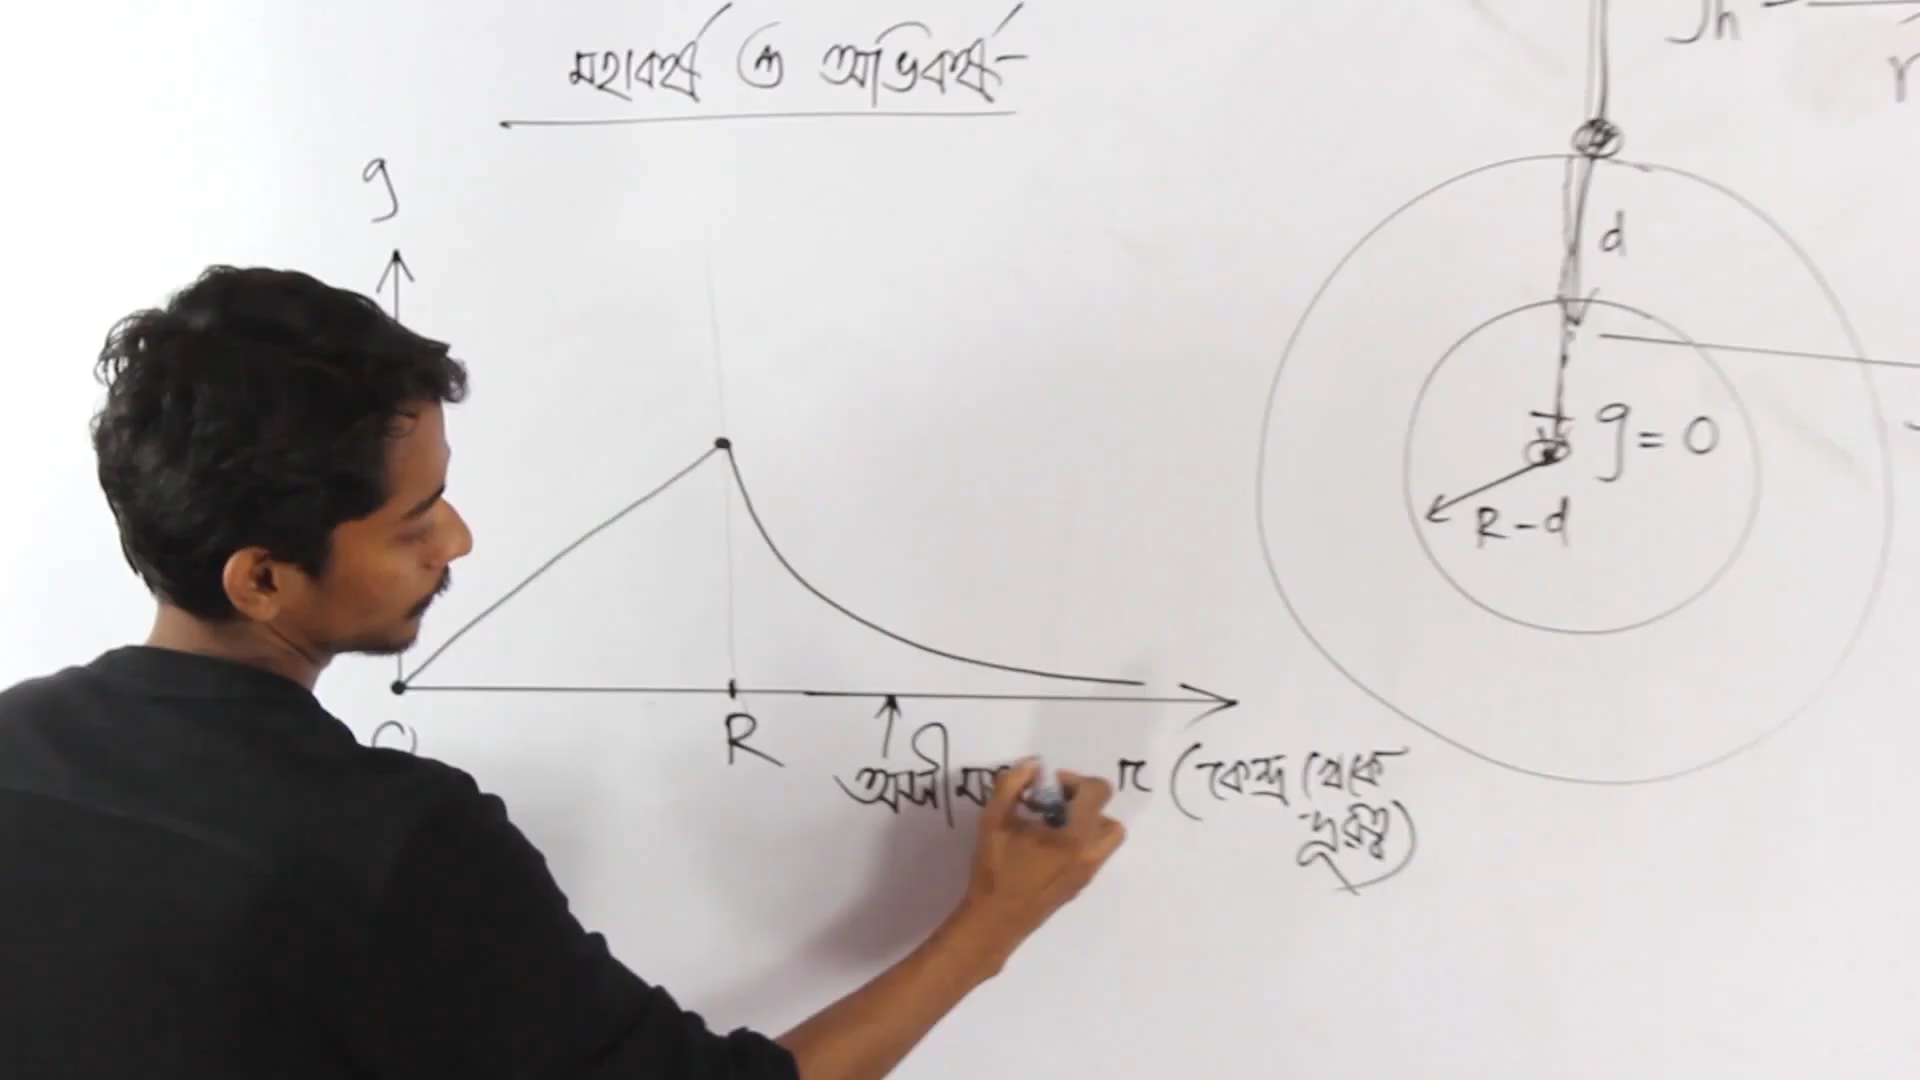 মহাকর্ষ ও অভিকর্ষ
g
R
r (কেন্দ্র থেকে
দূরত্ব)
d
g = 0
R - d